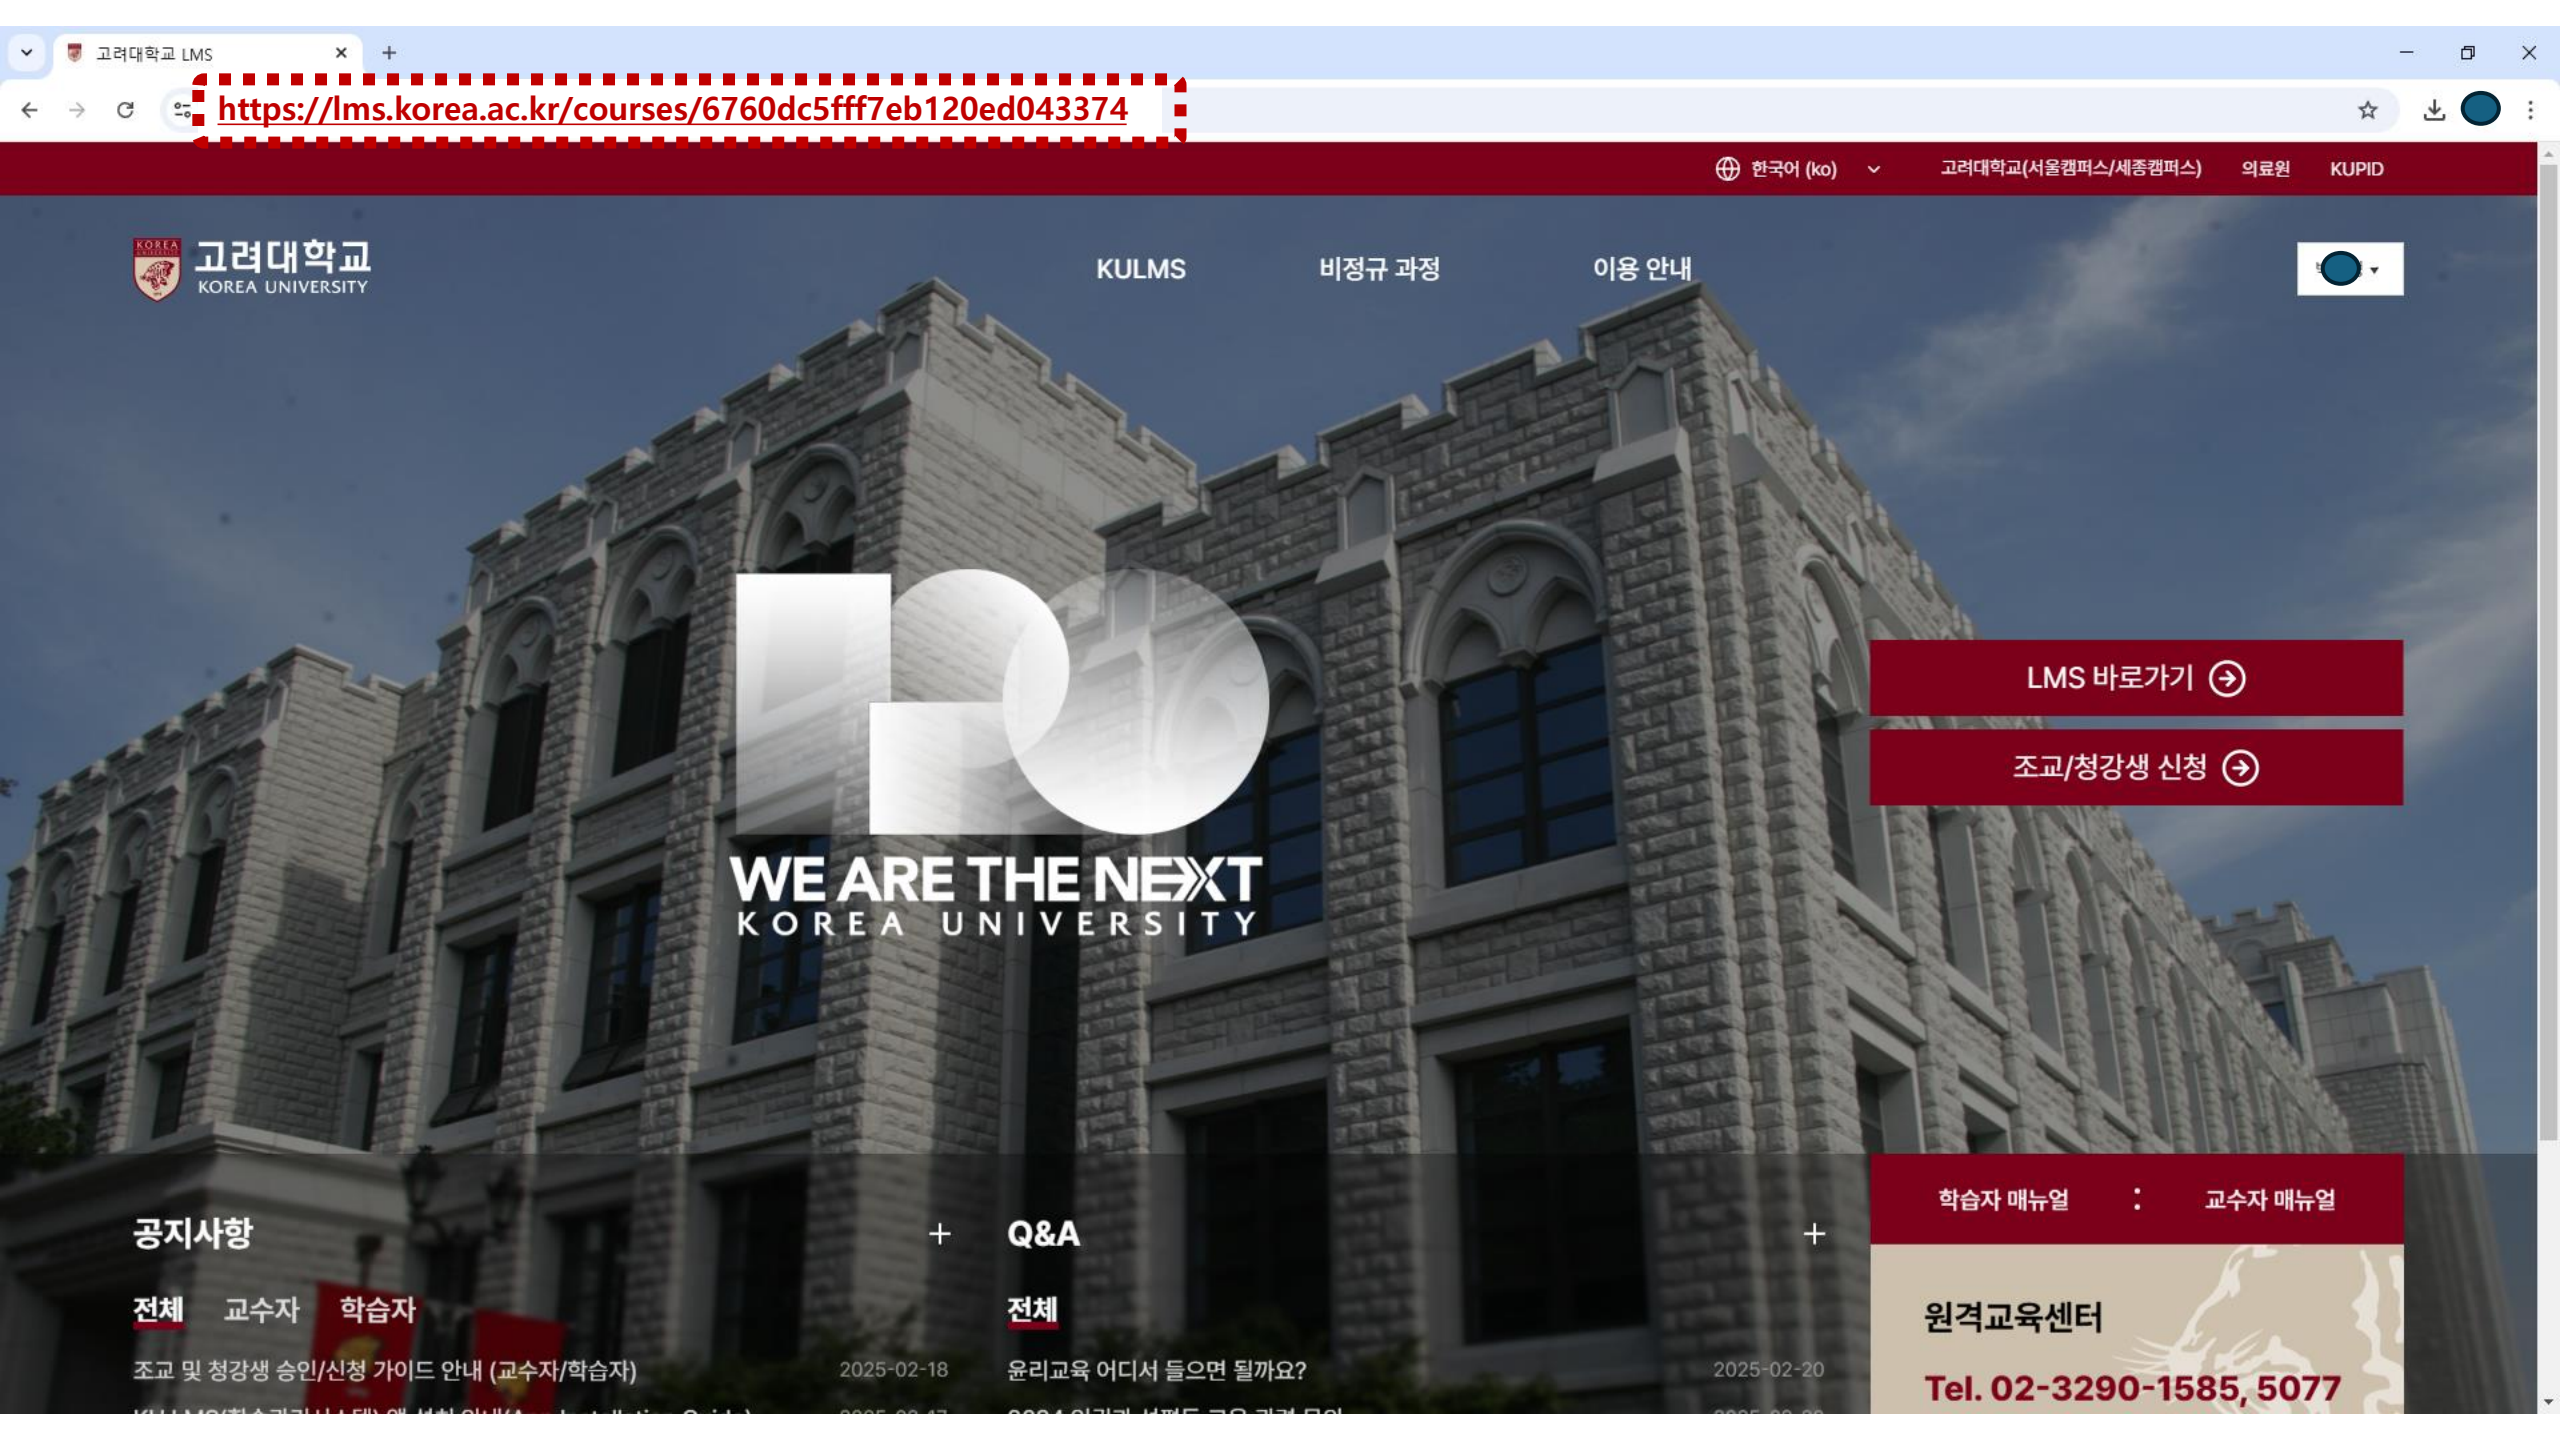 고려대학교 LMS
https://lms.korea.ac.kr/courses/6760dc5fff7eb120ed043374
한국어 (ko)
고려대학교(서울캠퍼스/세종캠퍼스) 의료원 KUPID
KOREA
고려대학교
KOREA UNIVERSITY
KULMS 비정규 과정 이용 안내
LMS 바로가기
조교/청강생 신청
WE ARE THE NEXT
KOREA UNIVERSITY
학습자 매뉴얼 : 교수자 매뉴얼
공지사항 +
전체 교수자 학습자
조교 및 청강생 승인/신청 가이드 안내 (교수자/학습자) 2025-02-18
Q&A +
전체
윤리교육 어디서 들으면 될까요? 2025-02-20
원격교육센터
Tel. 02-3290-1585, 5077